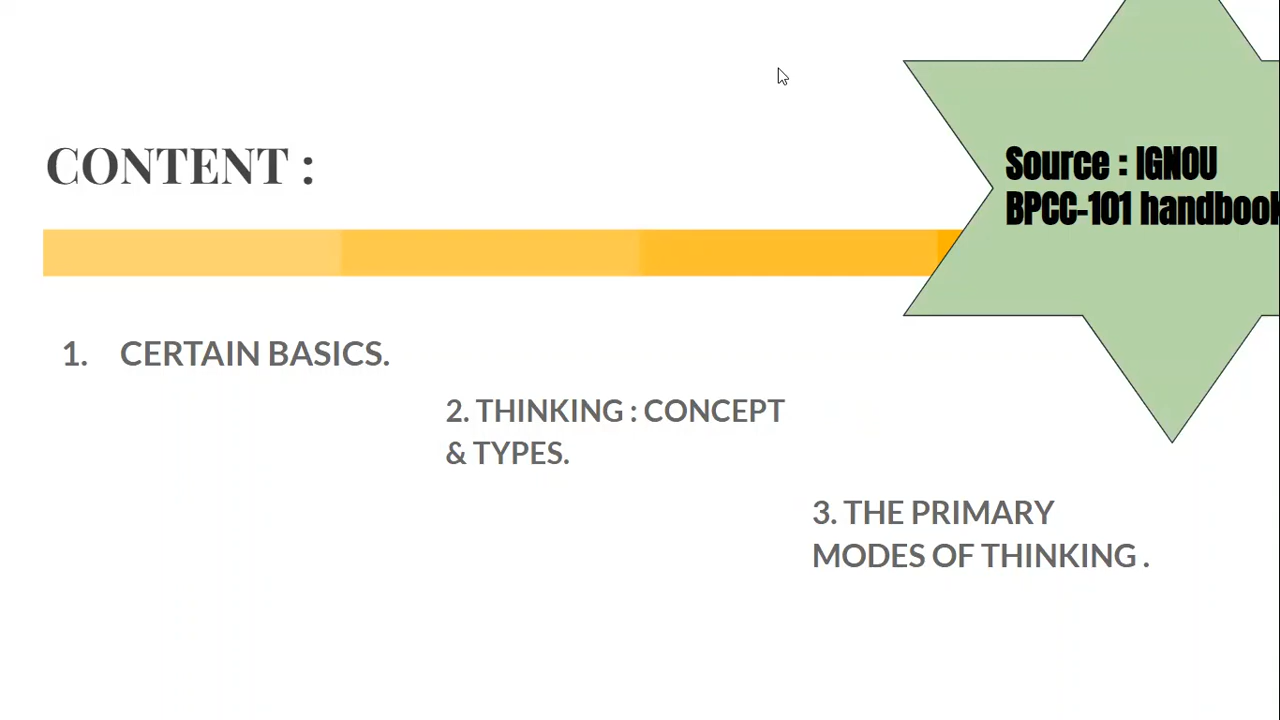 CONTENT :
Source : IGNOU
BPCC-101 handbook
1. CERTAIN BASICS.
2. THINKING : CONCEPT
& TYPES.
3. THE PRIMARY
MODES OF THINKING .